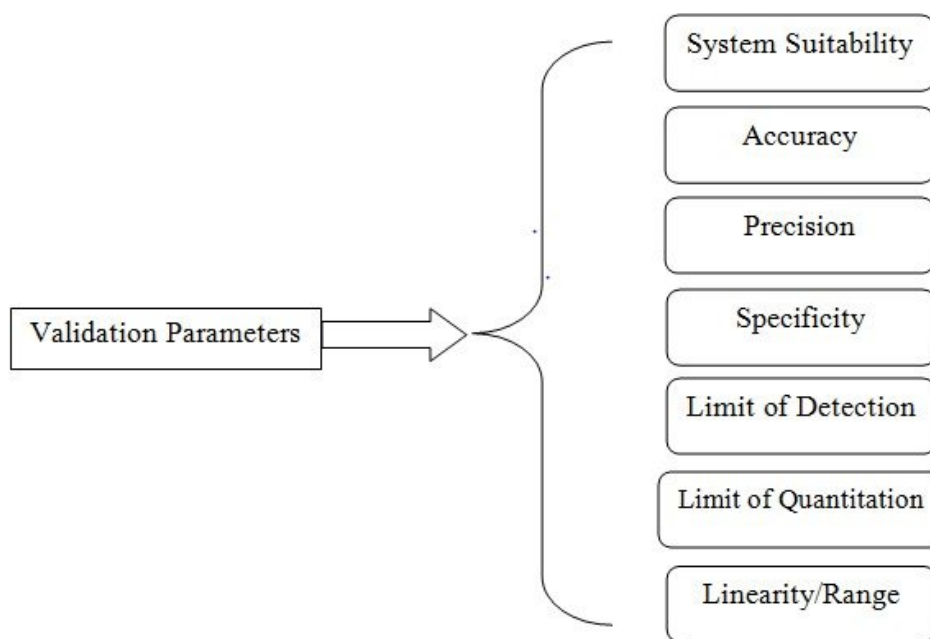 System Suitability
Accuracy
Precision
Specificity
Validation Parameters
Limit of Detection
Limit of Quantitation
Linearity/Range